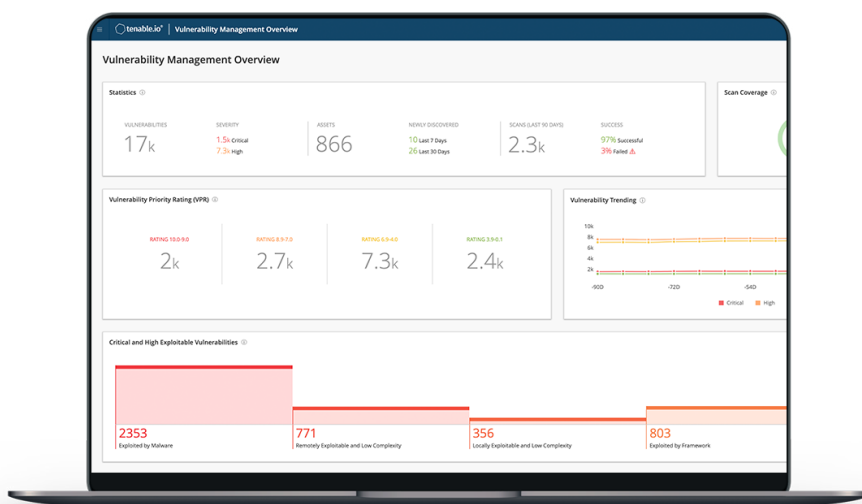 tenable.io® | Vulnerability Management Overview
Vulnerability Management Overview
Statistics
VULNERABILITIES
17k
SEVERITY
1.5k Critical
7.3k High
ASSETS
866
NEWLY DISCOVERED
10 Last 7 Days
26 Last 30 Days
SCANS (LAST 90 DAYS)
2.3k
SUCCESS
97% Successful
3% Failed
Scan Coverage
Vulnerability Priority Rating (VPR)
RATING 10.0-9.0
2k
RATING 8.9-7.0
2.7k
RATING 6.9-4.0
7.3k
RATING 3.9-0.1
2.4k
Vulnerability Trending
10k
8k
6k
4k
2k
-90D -72D -54D
Critical High
Critical and High Exploitable Vulnerabilities
2353
Exploited by Malware
771
Remotely Exploitable and Low Complexity
356
Locally Exploitable and Low Complexity
803
Exploited by Framework